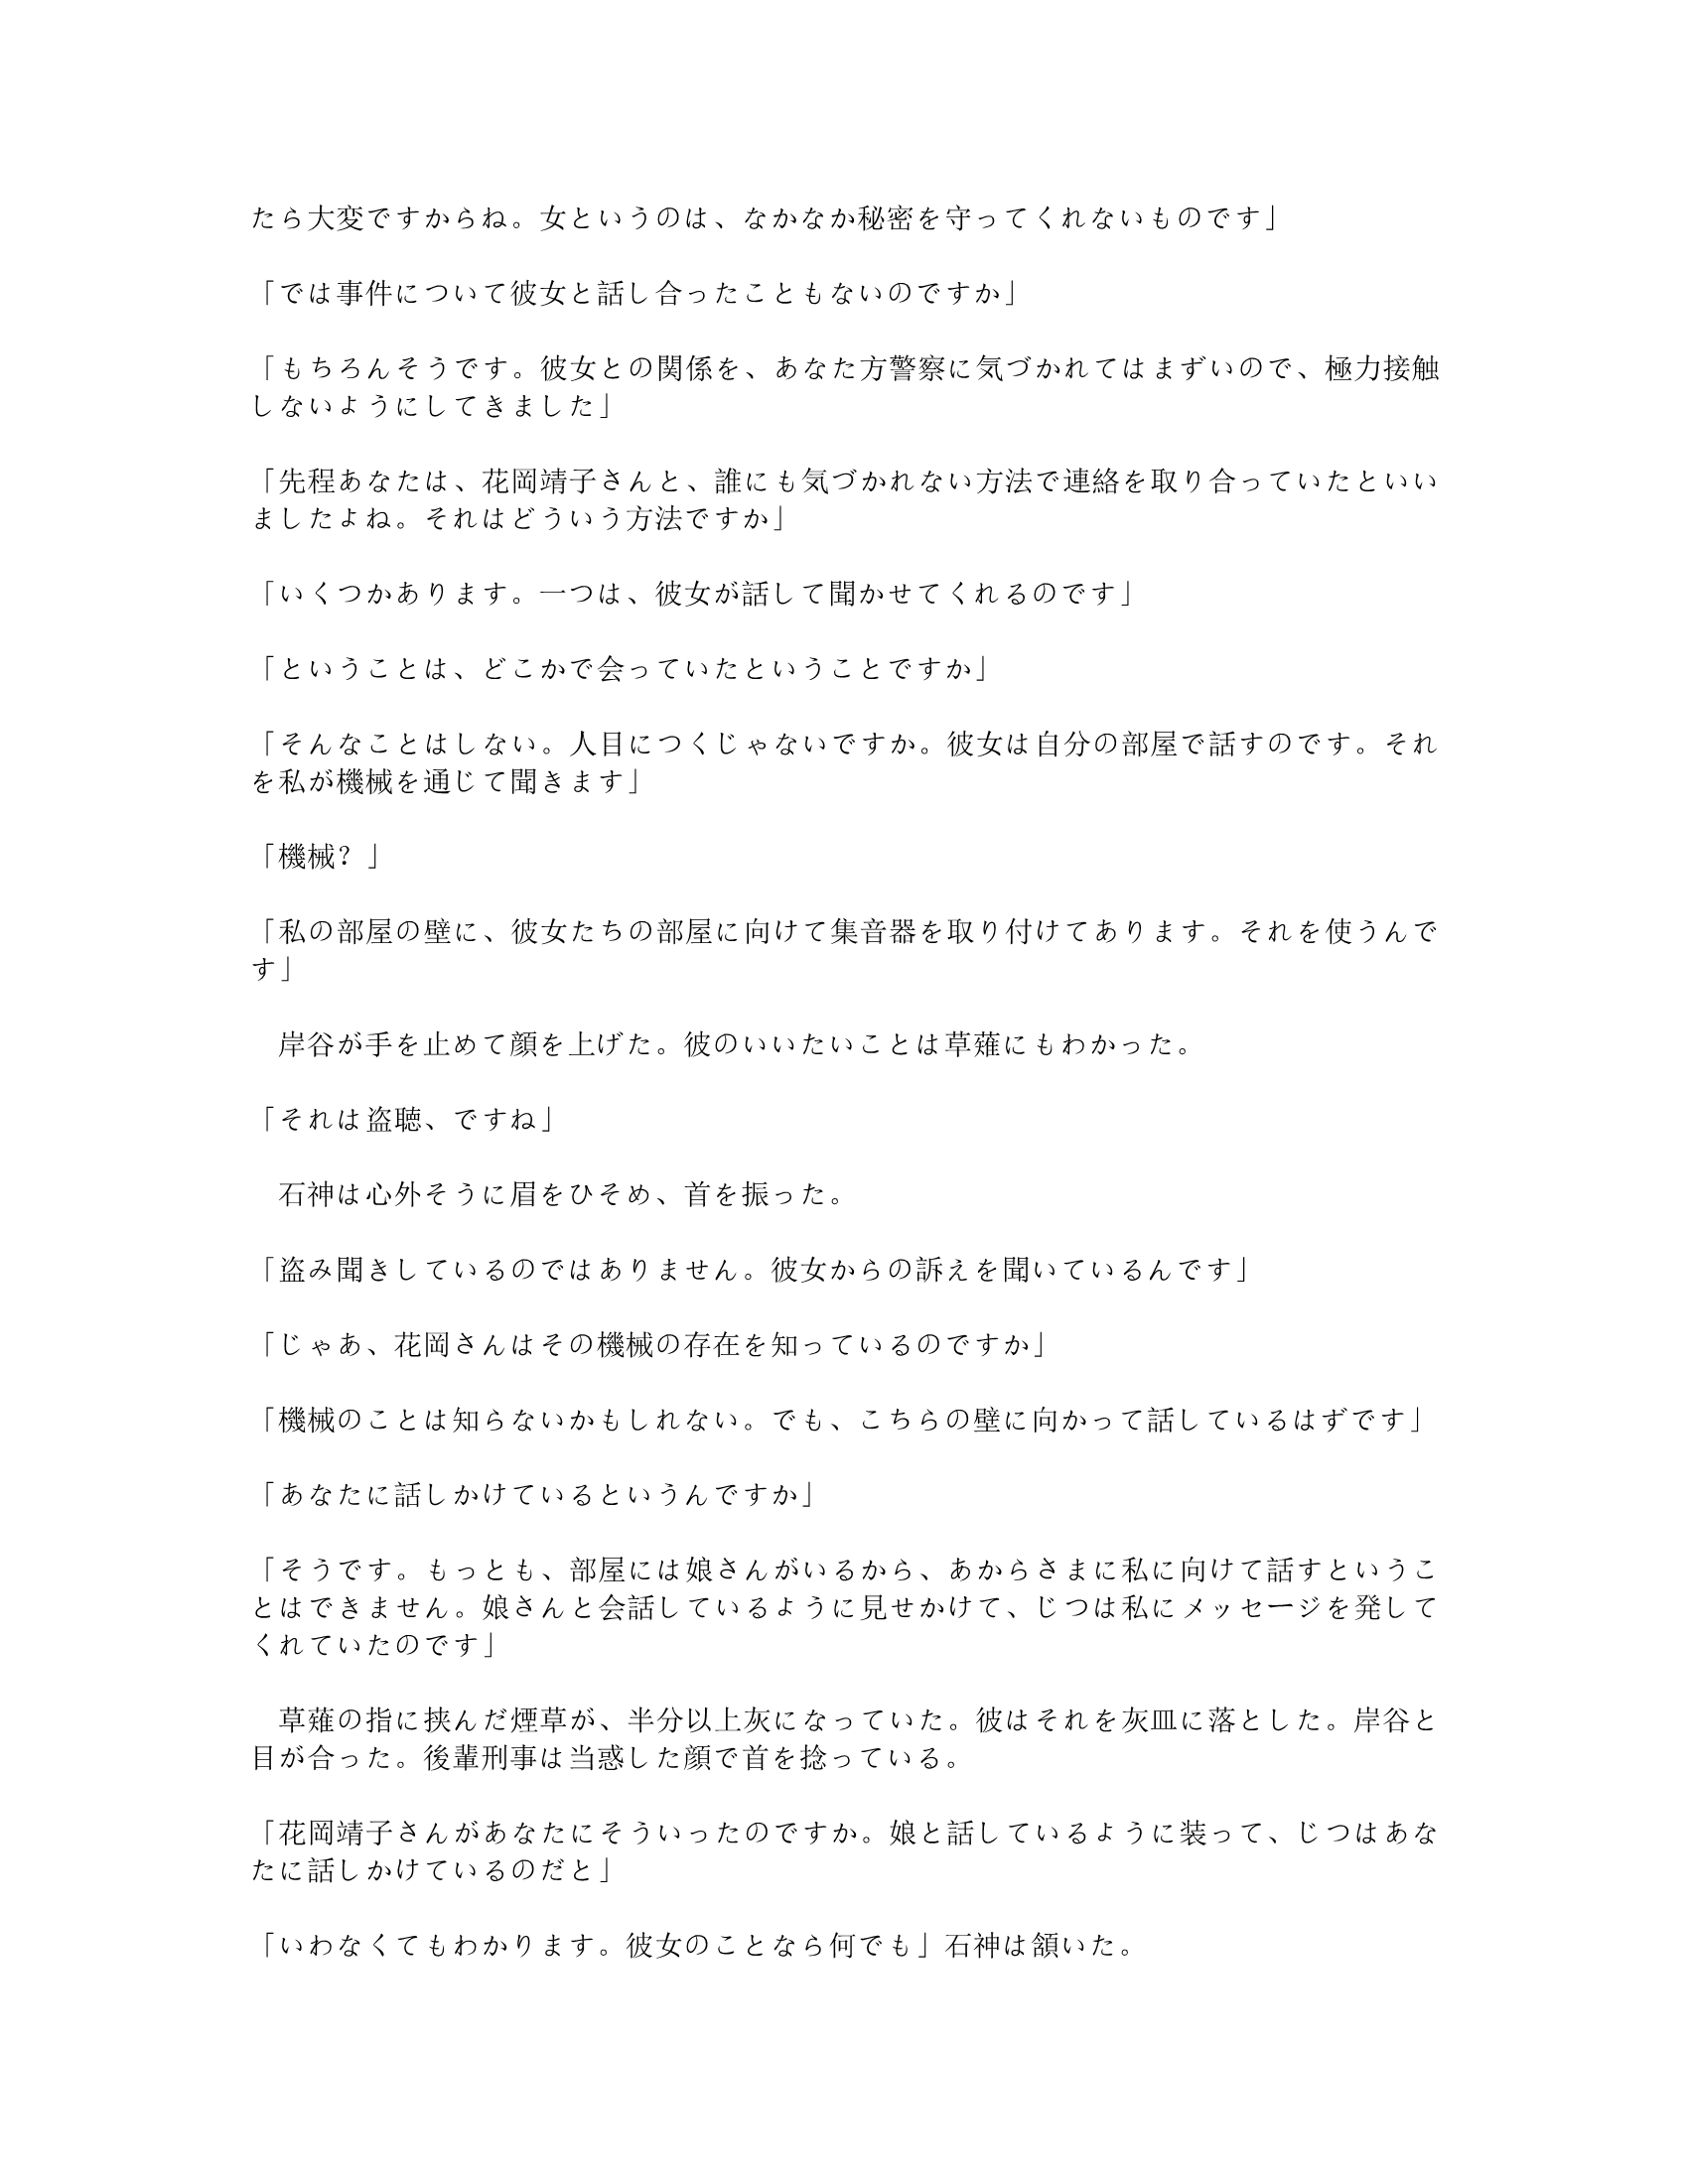 たら大変ですからね。女というのは、なかなか秘密を守ってくれないものです」
「では事件について彼女と話し合ったこともないのですか」
「もちろんそうです。彼女との関係を、あなた方警察に気づかれてはまずいので、極力接触
しないようにしてきました」
「先程あなたは、花岡靖子さんと、誰にも気づかれない方法で連絡を取り合っていたといい
ましたよね。それはどういう方法ですか」
「いくつかあります。一つは、彼女が話して聞かせてくれるのです」
「ということは、どこかで会っていたということですか」
「そんなことはしない。人目につくじゃないですか。彼女は自分の部屋で話すのです。それ
を私が機械を通じて聞きます」
「機械？」
「私の部屋の壁に、彼女たちの部屋に向けて集音器を取り付けてあります。それを使うんで
す」
　岸谷が手を止めて顔を上げた。彼のいいたいことは草薙にもわかった。
「それは盗聴、ですね」
　石神は心外そうに眉をひそめ、首を振った。
「盗み聞きしているのではありません。彼女からの訴えを聞いているんです」
「じゃあ、花岡さんはその機械の存在を知っているのですか」
「機械のことは知らないかもしれない。でも、こちらの壁に向かって話しているはずです」
「あなたに話しかけているというんですか」
「そうです。もっとも、部屋には娘さんがいるから、あからさまに私に向けて話すというこ
とはできません。娘さんと会話しているように見せかけて、じつは私にメッセージを発して
くれていたのです」
　草薙の指に挟んだ煙草が、半分以上灰になっていた。彼はそれを灰皿に落とした。岸谷と
目が合った。後輩刑事は当惑した顔で首を捻っている。
「花岡靖子さんがあなたにそういったのですか。娘と話しているように装って、じつはあな
たに話しかけているのだと」
「いわなくてもわかります。彼女のことなら何でも」石神は頷いた。